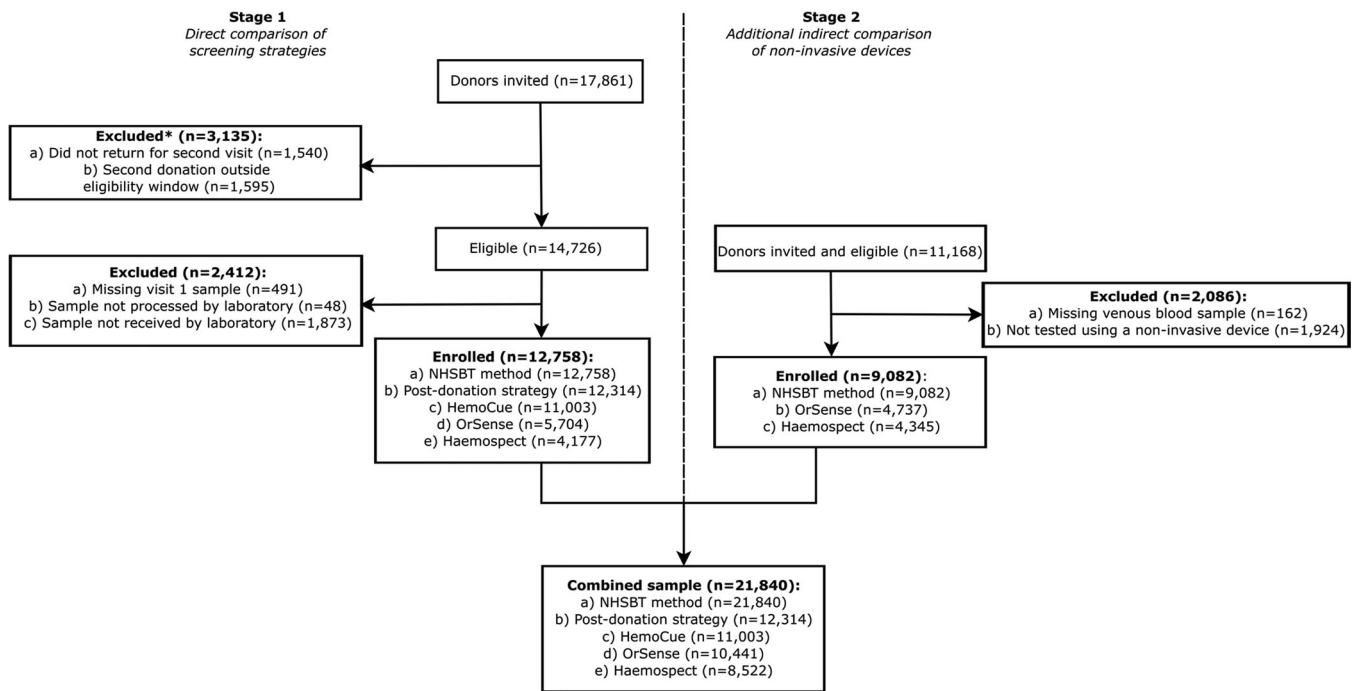 Stage 1
Direct comparison of
screening strategies
Donors invited (n=17,861)
Excluded* (n=3,135):
a) Did not return for second visit (n=1,540)
b) Second donation outside
eligibility window (n=1,595)
Eligible (n=14,726)
Excluded (n=2,412):
a) Missing visit 1 sample (n=491)
b) Sample not processed by laboratory (n=48)
c) Sample not received by laboratory (n=1,873)
Enrolled (n=12,758):
a) NHSBT method (n=12,758)
b) Post-donation strategy (n=12,314)
c) HemoCue (n=11,003)
d) OrSense (n=5,704)
e) Haemospect (n=4,177)
Stage 2
Additional indirect comparison
of non-invasive devices
Donors invited and eligible (n=11,168)
Excluded (n=2,086):
a) Missing venous blood sample (n=162)
b) Not tested using a non-invasive device (n=1,924)
Enrolled (n=9,082):
a) NHSBT method (n=9,082)
b) OrSense (n=4,737)
c) Haemospect (n=4,345)
Combined sample (n=21,840):
a) NHSBT method (n=21,840)
b) Post-donation strategy (n=12,314)
c) HemoCue (n=11,003)
d) OrSense (n=10,441)
e) Haemospect (n=8,522)